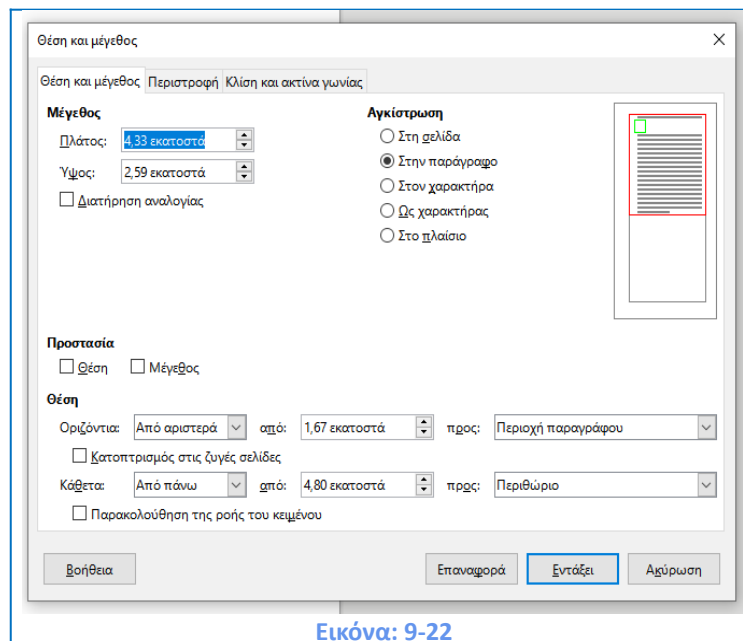 Θέση και μέγεθος
Θέση και μέγεθος Περιστροφή Κλίση και ακτίνα γωνίας
Μέγεθος
Πλάτος: 4,33 εκατοστά
Ύψος: 2,59 εκατοστά
Διατήρηση αναλογίας
Αγκίστρωση
Στη σελίδα
Στην παράγραφο
Στον χαρακτήρα
Ως χαρακτήρας
Στο πλαίσιο
Προστασία
Θέση Μέγεθος
Θέση
Οριζόντια: Από αριστερά από: 1,67 εκατοστά προς: Περιοχή παραγράφου
Κατοπτρισμός στις ζυγές σελίδες
Κάθετα: Από πάνω από: 4,80 εκατοστά προς: Περιθώριο
Παρακολούθηση της ροής του κειμένου
Βοήθεια Επαναφορά Εντάξει Ακύρωση
Εικόνα: 9-22